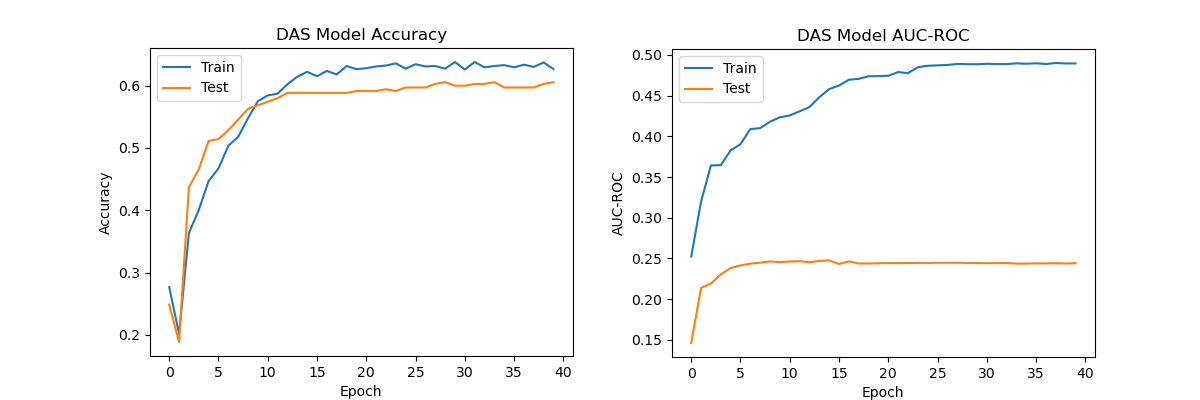 DAS Model Accuracy
Train
Test
0.6
0.5
0.4
0.3
0.2
Accuracy
0 5 10 15 20 25 30 35 40
Epoch
DAS Model AUC-ROC
Train
Test
0.50
0.45
0.40
0.35
0.30
0.25
0.20
0.15
AUC-ROC
0 5 10 15 20 25 30 35 40
Epoch